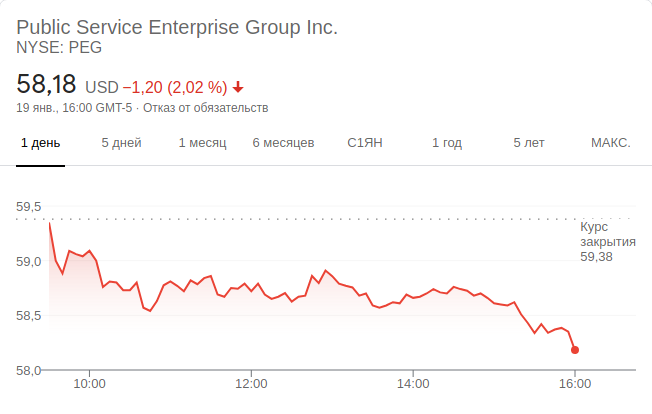 Public Service Enterprise Group Inc.
NYSE: PEG
58,18 USD −1,20 (2,02 %)
19 янв., 16:00 GMT-5 · Отказ от обязательств
1 день 5 дней 1 месяц 6 месяцев С1ЯН 1 год 5 лет МАКС.
59,5
Курс
закрытия
59,38
59,0
58,5
58,0
10:00 12:00 14:00 16:00